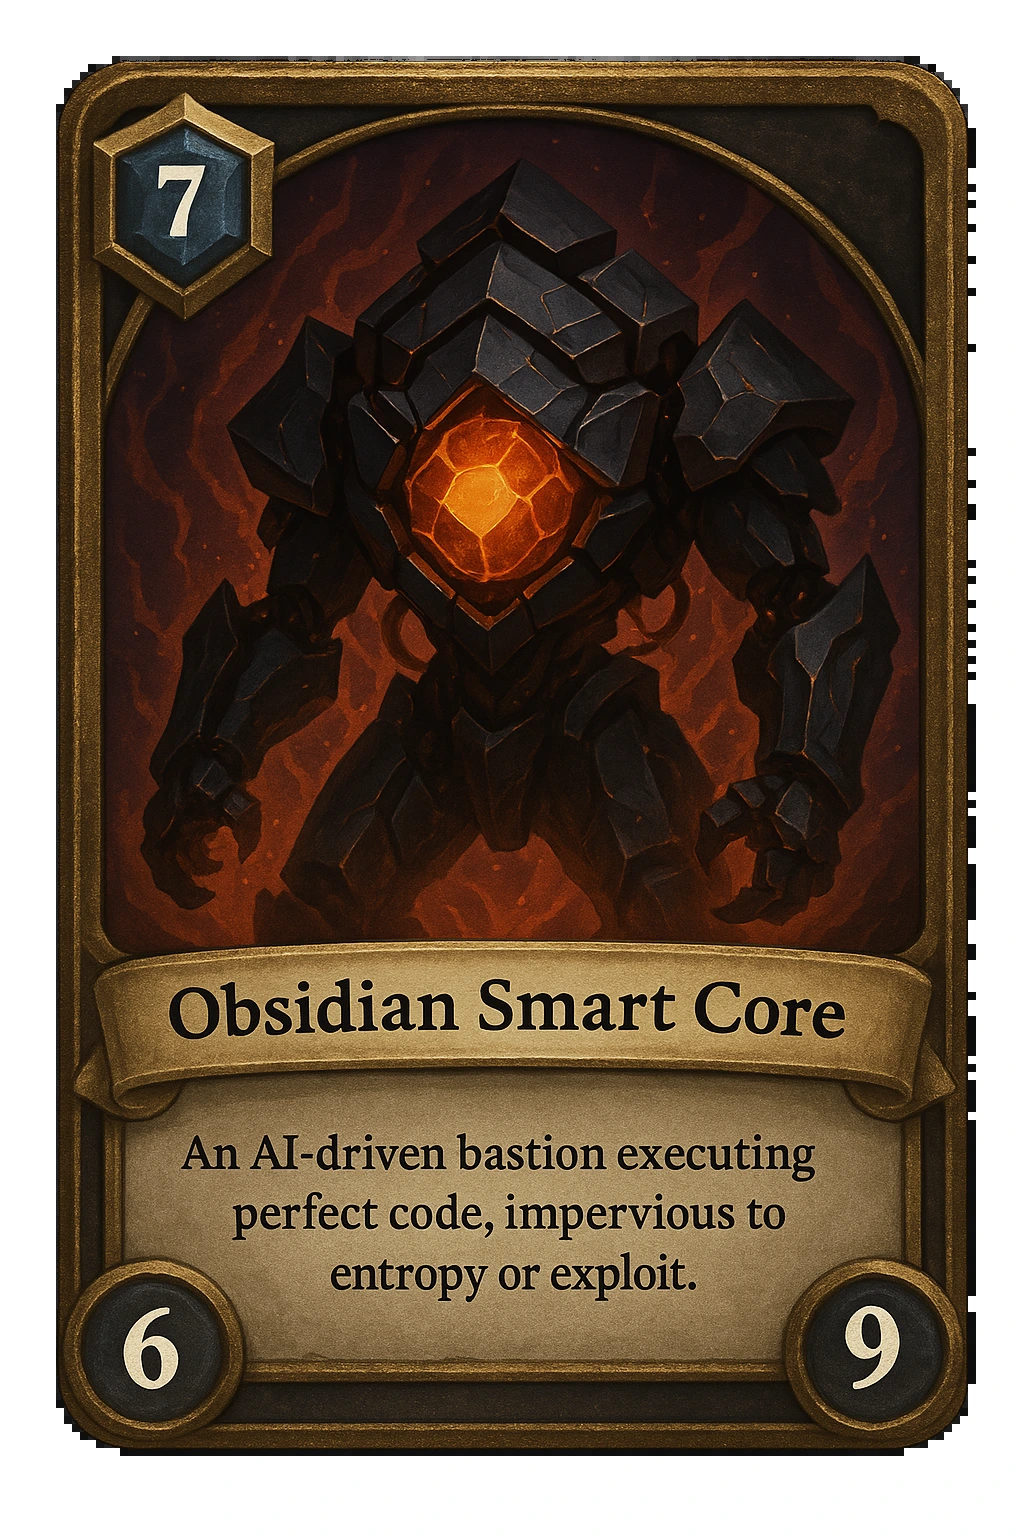 7
Obsidian Smart Core
An AI-driven bastion executing
perfect code, impervious to
entropy or exploit.
6
9